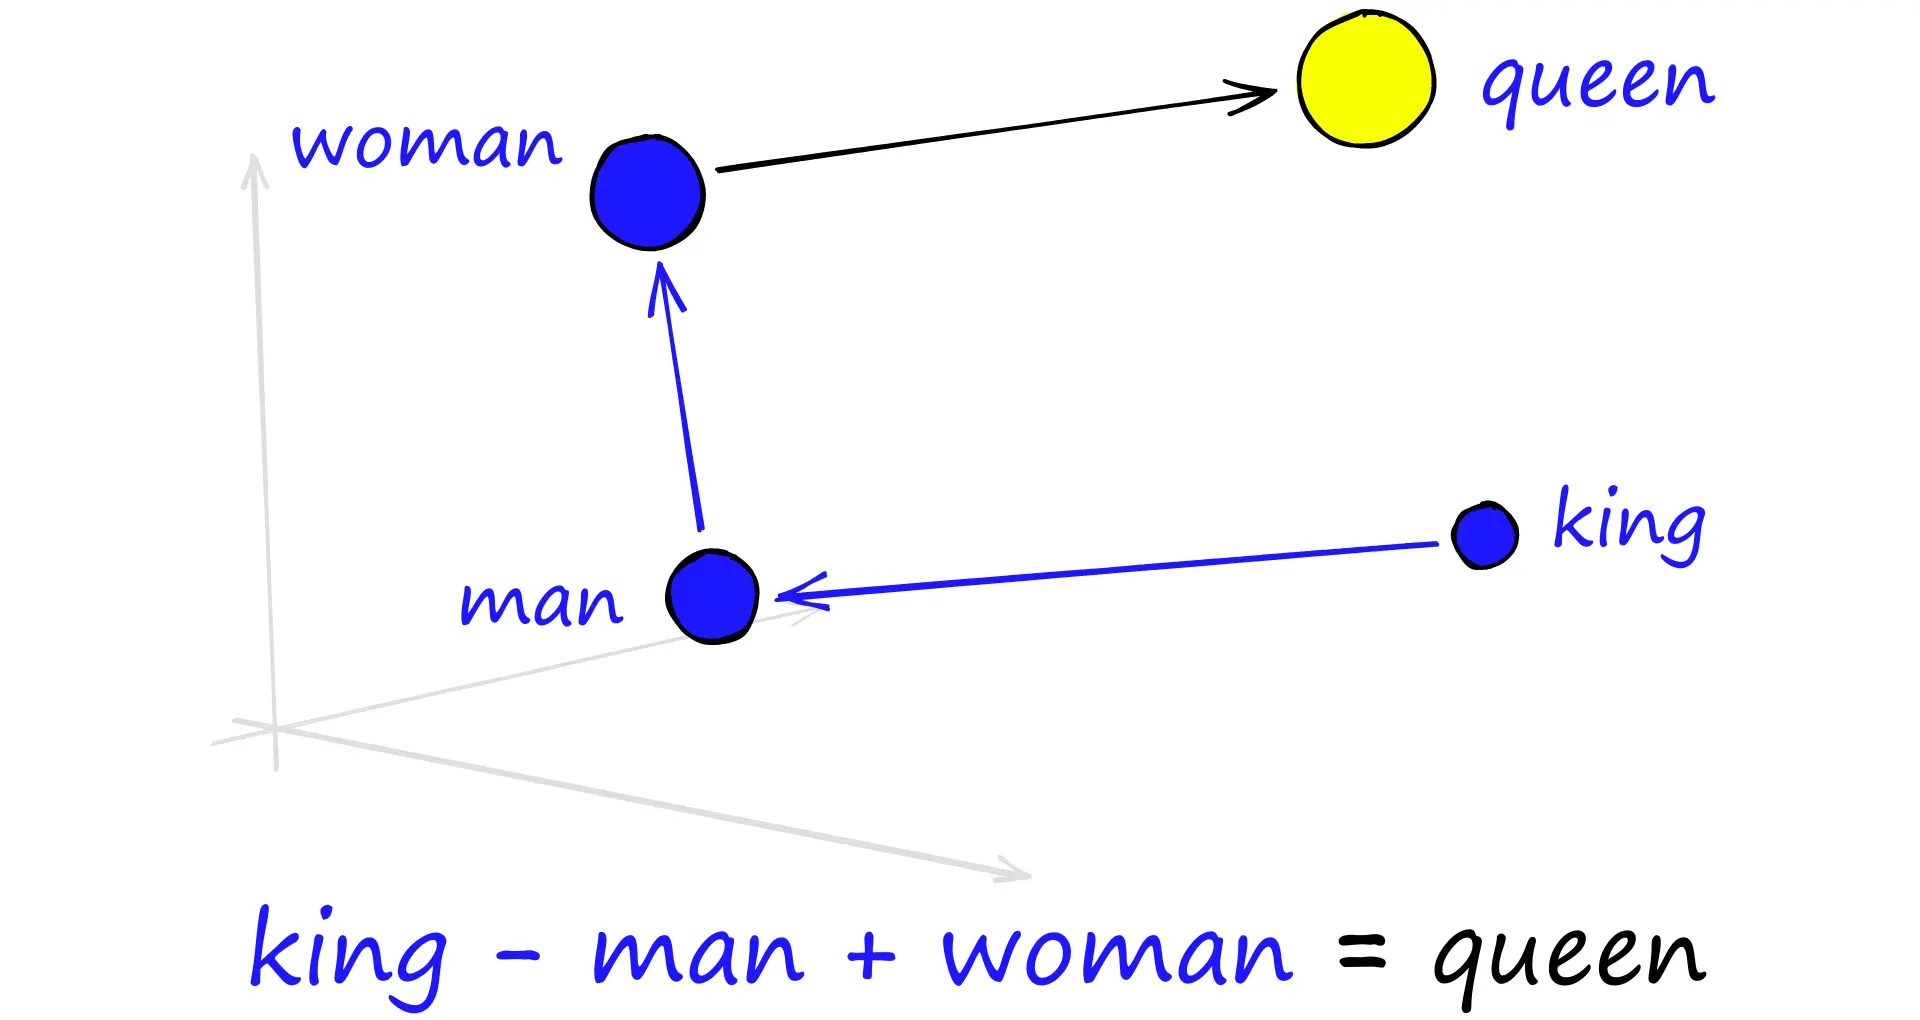 queen
woman
king
man
king - man + woman = queen